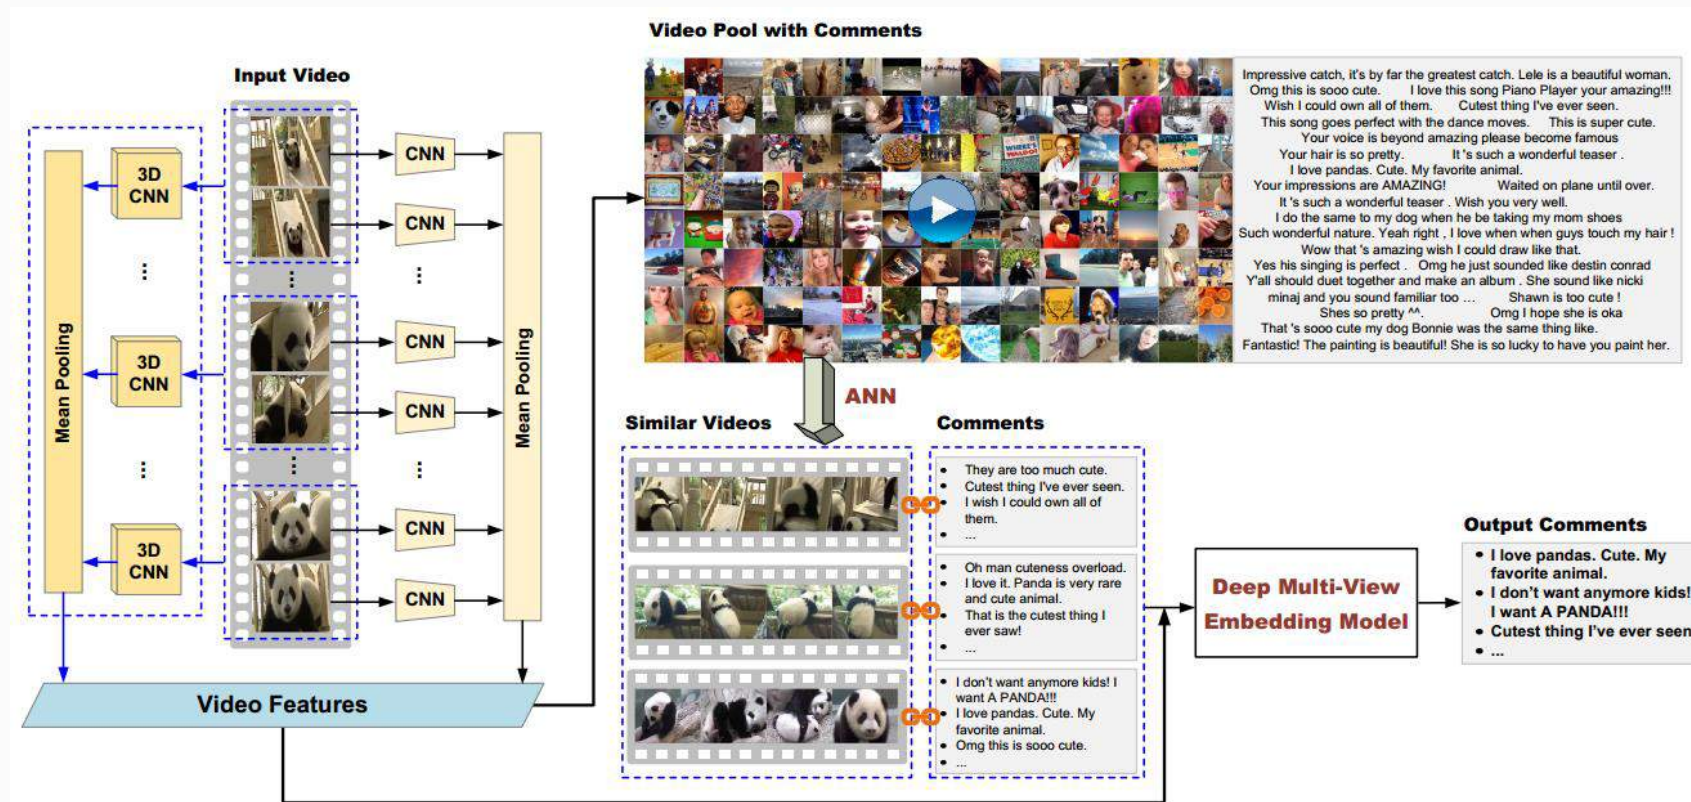 Video Pool with Comments
Input Video
3D
CNN
3D
CNN
3D
CNN
Mean Pooling
...
...
...
...
CNN
CNN
...
CNN
CNN
...
CNN
CNN
Mean Pooling
Video Features
WHERE'S
WALDO?
Impressive catch, it's by far the greatest catch. Lele is a beautiful woman.
Omg this is sooo cute. I love this song Piano Player your amazing!!!
Wish I could own all of them. Cutest thing I've ever seen.
This song goes perfect with the dance moves. This is super cute.
Your voice is beyond amazing please become famous
Your hair is so pretty. It 's such a wonderful teaser .
I love pandas. Cute. My favorite animal.
Your impressions are AMAZING! Waited on plane until over.
It's such a wonderful teaser . Wish you very well.
I do the same to my dog when he be taking my mom shoes
Such wonderful nature. Yeah right , I love when when guys touch my hair !
Wow that 's amazing wish I could draw like that.
Yes his singing is perfect . Omg he just sounded like destin conrad
Y'all should duet together and make an album . She sound like nicki
minaj and you sound familiar too ... Shawn is too cute !
Shes so pretty ^^. Omg I hope she is oka
That 's sooo cute my dog Bonnie was the same thing like.
Fantastic! The painting is beautiful! She is so lucky to have you paint her.
ANN
Similar Videos
Comments
• They are too much cute.
• Cutest thing I've ever seen.
• I wish I could own all of
them.
• ...
• Oh man cuteness overload.
• I love it. Panda is very rare
and cute animal.
• That is the cutest thing I
ever saw!
• ...
• I don't want anymore kids! I
want A PANDA!!!
• I love pandas. Cute. My
favorite animal.
• Omg this is sooo cute.
• ...
Deep Multi-View
Embedding Model
Output Comments
• I love pandas. Cute. My
favorite animal.
• I don't want anymore kids!
I want A PANDA!!!
• Cutest thing I've ever seen
• ...